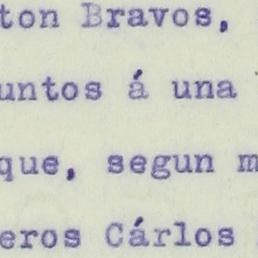 ton Bravos,
untos á una
que, segun m
eros Cárlos